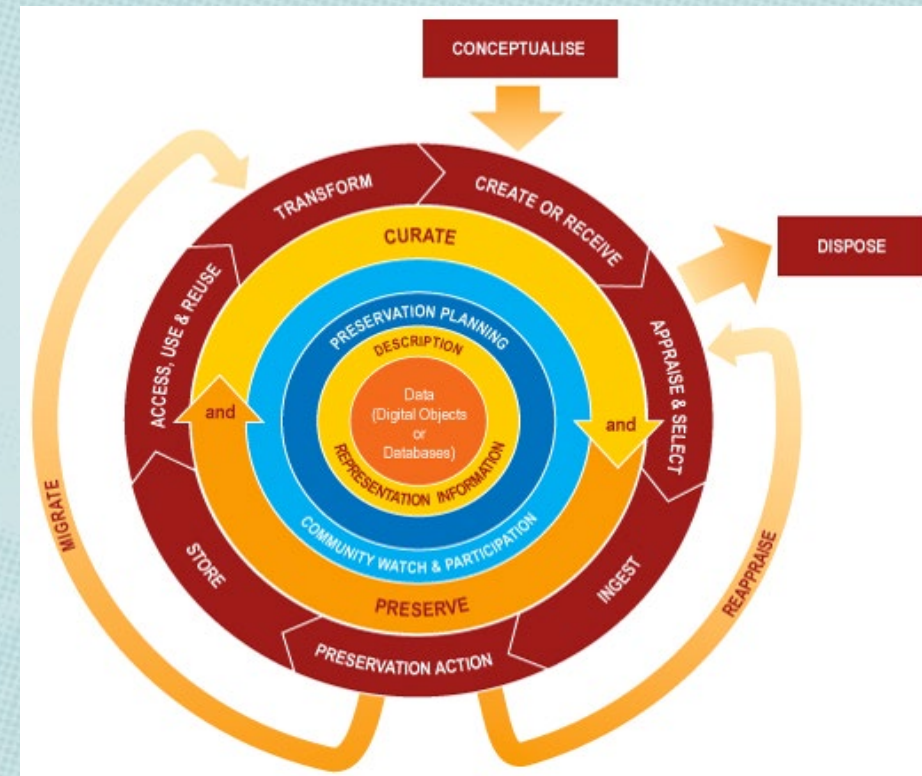 CONCEPTUALISE
TRANSFORM
CREATE OR RECEIVE
DISPOSE
CURATE
ACCESS, USE & REUSE
APPRAISE & SELECT
PRESERVATION PLANNING
DESCRIPTION
Data
(Digital Objects
or
Databases)
and
and
REPRESENTATION INFORMATION
COMMUNITY WATCH & PARTICIPATION
MIGRATE
STORE
INGEST
REAPPRAISE
PRESERVE
PRESERVATION ACTION